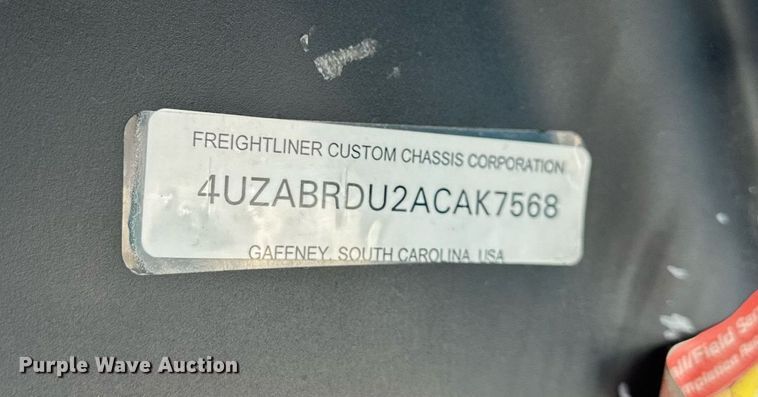 FREIGHTLINER CUSTOM CHASSIS CORPORATION
4UZABRDU2ACAK7568
GAFFNEY, SOUTH CAROLINA, USA
Purple Wave Auction